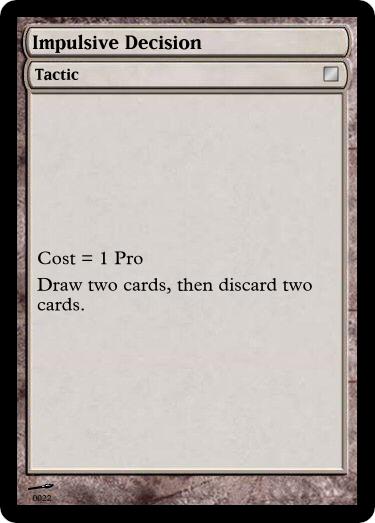 Impulsive Decision
Tactic
Cost = 1 Pro
Draw two cards, then discard two
cards.
0022